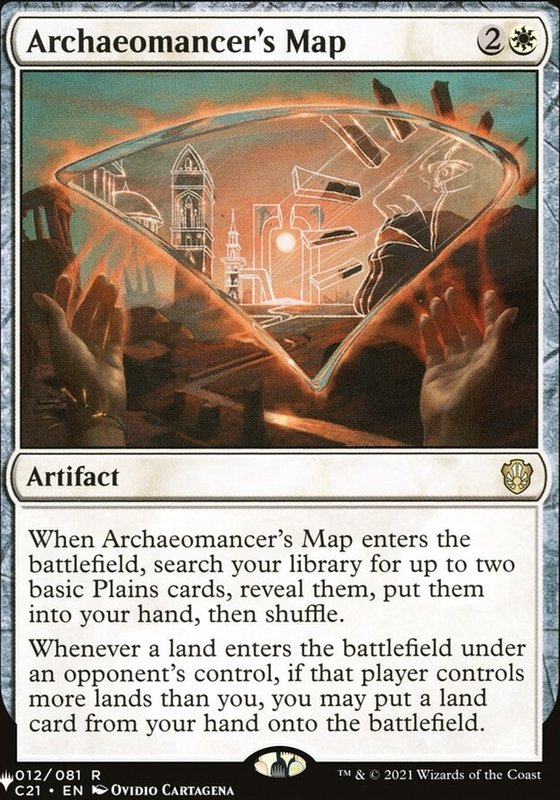 Archaeomancer's Map 2
Artifact
When Archaeomancer's Map enters the
battlefield, search your library for up to two
basic Plains cards, reveal them, put them
into your hand, then shuffle.
Whenever a land enters the battlefield under
an opponent's control, if that player controls
more lands than you, you may put a land
card from your hand onto the battlefield.
012/081 R
C21 • EN Ovidio Cartagena
™ & © 2021 Wizards of the Coast